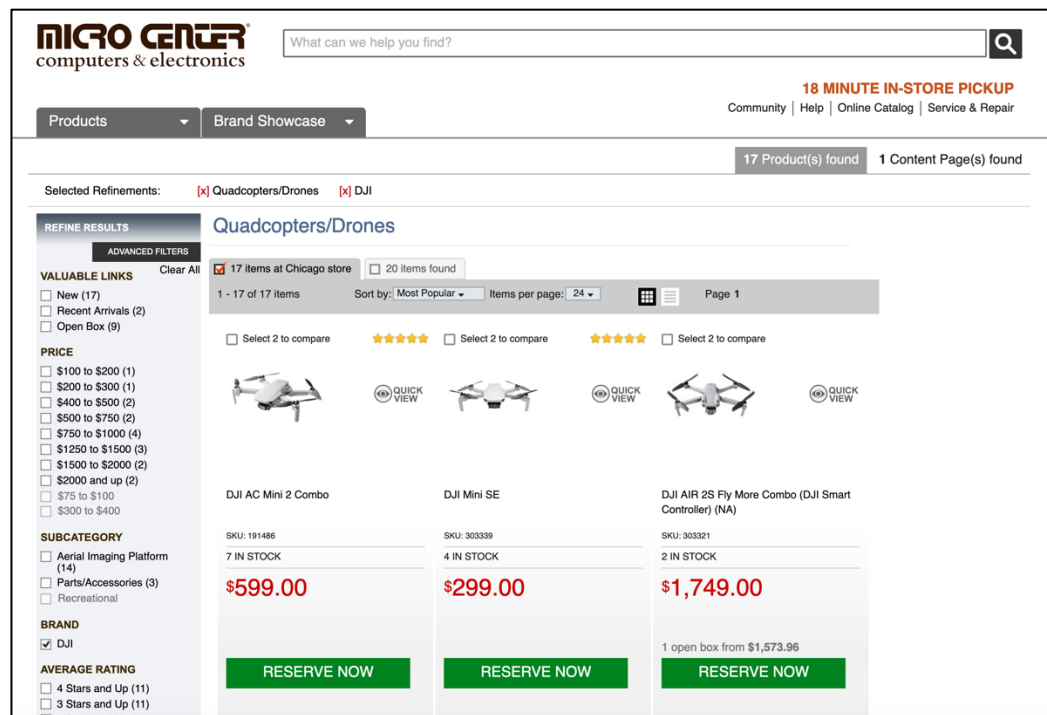 MICRO CENTER
computers & electronics
What can we help you find?
18 MINUTE IN-STORE PICKUP
Community | Help | Online Catalog | Service & Repair
Products
Brand Showcase
17 Product(s) found
1 Content Page(s) found
Selected Refinements: [x] Quadcopters/Drones [x] DJI
REFINE RESULTS
ADVANCED FILTERS
Clear All
VALUABLE LINKS
New (17)
Recent Arrivals (2)
Open Box (9)
PRICE
$100 to $200 (1)
$200 to $300 (1)
$400 to $500 (2)
$500 to $750 (2)
$750 to $1000 (4)
$1250 to $1500 (3)
$1500 to $2000 (2)
$2000 and up (2)
$75 to $100
$300 to $400
SUBCATEGORY
Aerial Imaging Platform
(14)
Parts/Accessories (3)
Recreational
BRAND
DJI
AVERAGE RATING
4 Stars and Up (11)
3 Stars and Up (11)
Quadcopters/Drones
17 items at Chicago store
20 items found
1 - 17 of 17 items Sort by: Most Popular Items per page: 24 Page 1
Select 2 to compare
QUICK
VIEW
DJI AC Mini 2 Combo
SKU: 191486
7 IN STOCK
$599.00
RESERVE NOW
Select 2 to compare
QUICK
VIEW
DJI Mini SE
SKU: 303339
4 IN STOCK
$299.00
RESERVE NOW
Select 2 to compare
QUICK
VIEW
DJI AIR 2S Fly More Combo (DJI Smart
Controller) (NA)
SKU: 303321
2 IN STOCK
$1,749.00
1 open box from $1,573.96
RESERVE NOW